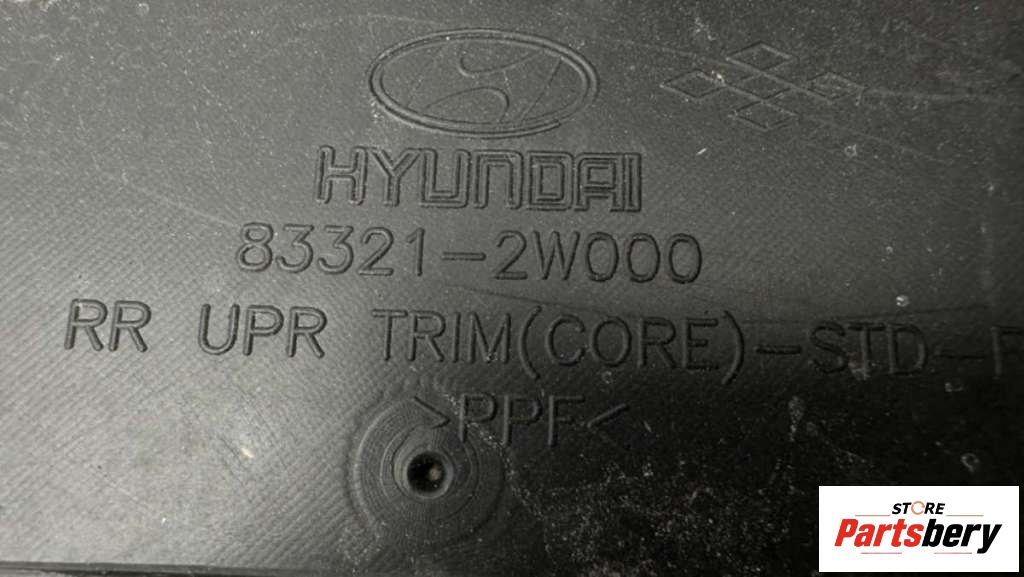 HYUNDAI
83321-2W000
RR UPR TRIM(CORE)-STD-
>PPF<
STORE
Partsbery